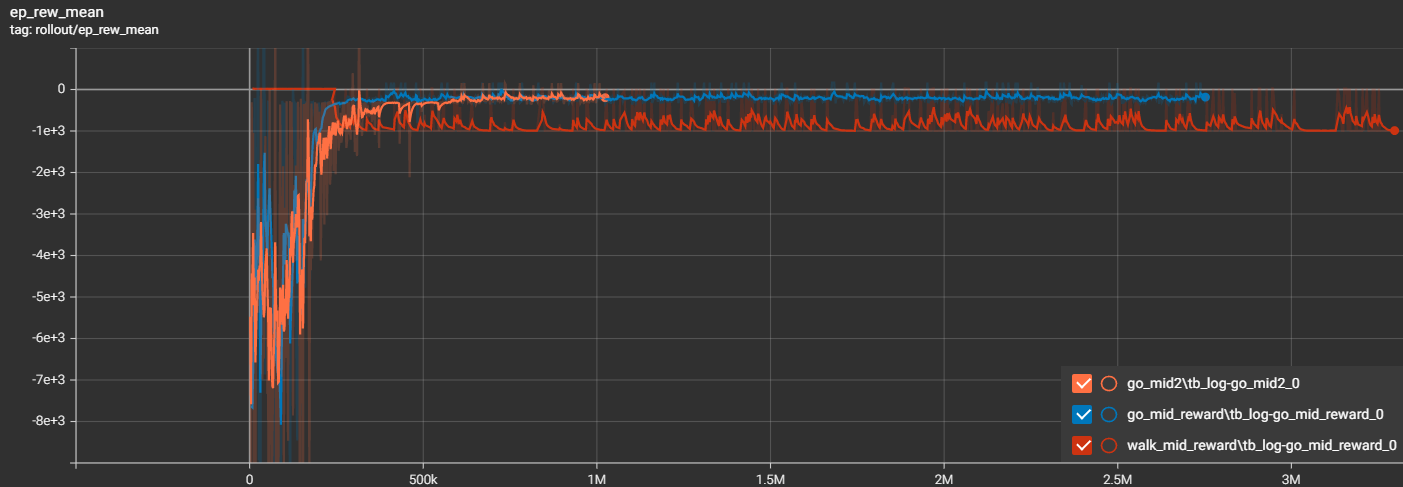 ep_rew_mean
tag: rollout/ep_rew_mean
0
-1e+3
-2e+3
-3e+3
-4e+3
-5e+3
-6e+3
-7e+3
-8e+3
go_mid2\tb_log-go_mid2_0
go_mid_reward\tb_log-go_mid_reward_0
walk_mid_reward\tb_log-go_mid_reward_0
0 500k 1M 1.5M 2M 2.5M 3M